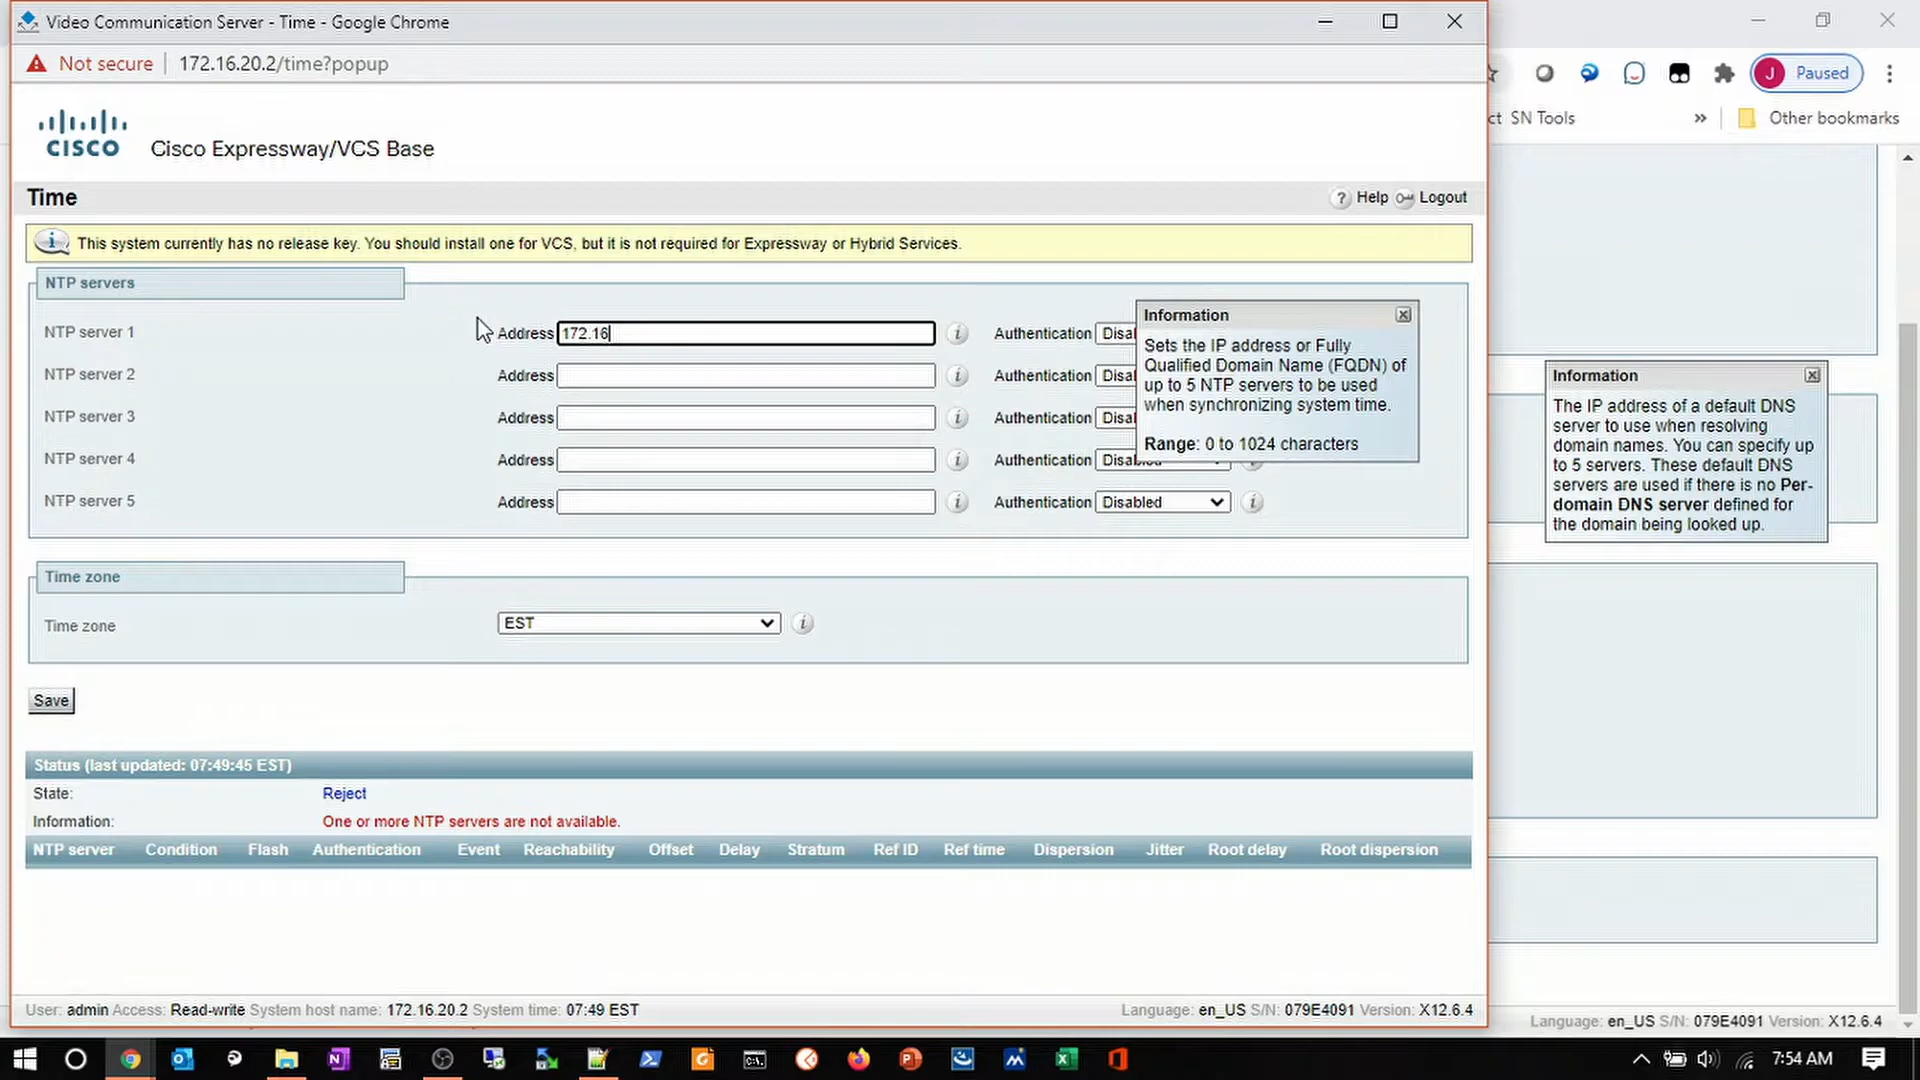 Video Communication Server - Time - Google Chrome
Not secure
172.16.20.2/time?popup
J Paused
ct SN Tools
» Other bookmarks
CISCO
Cisco Expressway/VCS Base
Time
? Help Logout
This system currently has no release key. You should install one for VCS, but it is not required for Expressway or Hybrid Services.
NTP servers
NTP server 1 Address 172.16 i Authentication Disa
NTP server 2 Address i Authentication Disa
NTP server 3 Address i Authentication Disa
NTP server 4 Address i Authentication Disabled
NTP server 5 Address i Authentication Disabled i
Information
Sets the IP address or Fully
Qualified Domain Name (FQDN) of
up to 5 NTP servers to be used
when synchronizing system time.
Range: 0 to 1024 characters
Information
The IP address of a default DNS
server to use when resolving
domain names. You can specify up
to 5 servers. These default DNS
servers are used if there is no Per-
domain DNS server defined for
the domain being looked up.
Time zone
Time zone EST i
Save
Status (last updated: 07:49:45 EST)
State: Reject
Information: One or more NTP servers are not available.
NTP server Condition Flash Authentication Event Reachability Offset Delay Stratum Ref ID Ref time Dispersion Jitter Root delay Root dispersion
User: admin Access: Read-write System host name: 172.16.20.2 System time: 07:49 EST
Language: en_US S/N: 079E4091 Version: X12.6.4
Language: en_US S/N: 079E4091 Version: X12.6.4
7:54 AM